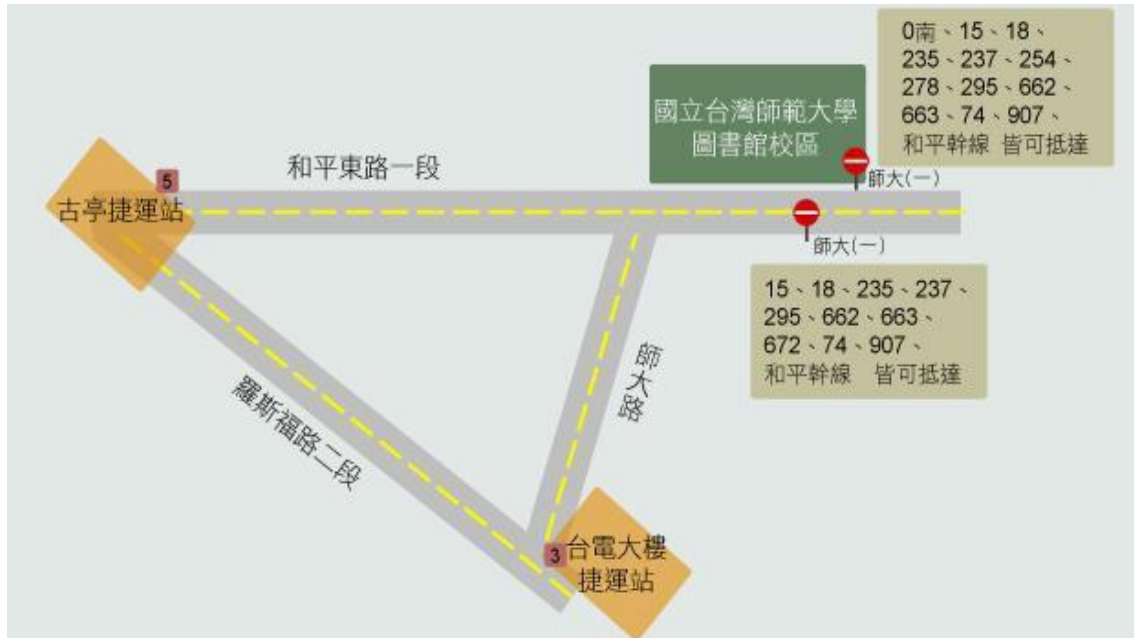 0南、15、18、
235、237、254、
278、295、662、
663、74、907、
和平幹線 皆可抵達
國立台灣師範大學
圖書館校區
師大(一)
和平東路一段
5
古亭捷運站
師大(一)
15、18、235、237、
295、662、663、
672、74、907、
和平幹線 皆可抵達
師大路
羅斯福路二段
3
台電大樓
捷運站